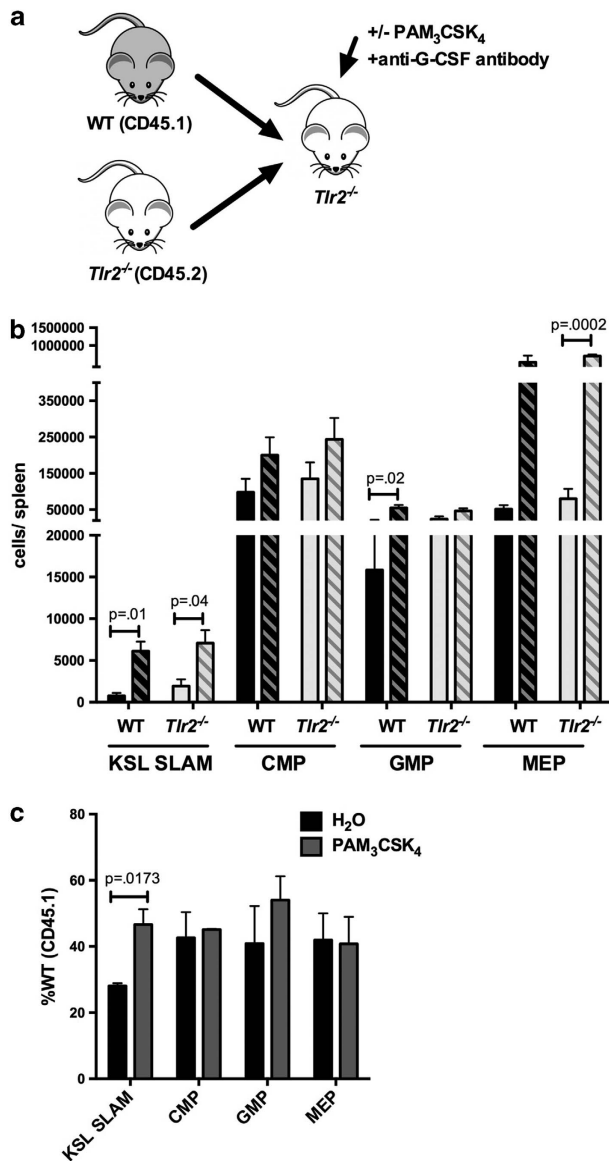 a
+/- PAM3CSK4
+anti-G-CSF antibody
WT (CD45.1)
Tlr2-/-
Tlr2-/- (CD45.2)
b
1500000
1000000
350000
250000
150000
50000
20000
15000
10000
5000
0
cells/ spleen
p=.01
p=.04
p=.02
p=.0002
WT Tlr2-/- WT Tlr2-/- WT Tlr2-/- WT Tlr2-/-
KSL SLAM CMP GMP MEP
c
80
60
40
20
0
%WT (CD45.1)
H2O
PAM3CSK4
p=.0173
KSL SLAM CMP GMP MEP